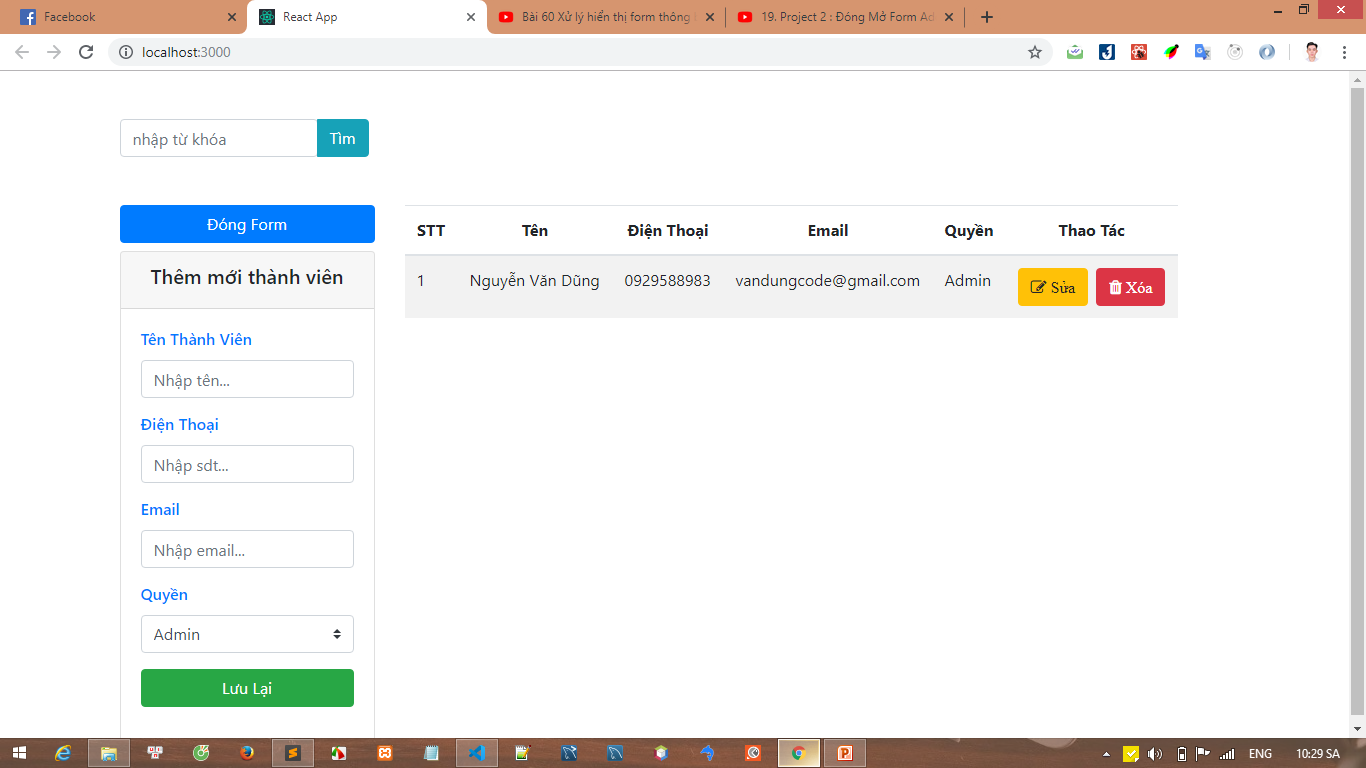 Facebook
React App
Bài 60 Xử lý hiển thị form thông
19. Project 2 : Đóng Mở Form Ad
localhost:3000
nhập từ khóa Tìm
Đóng Form
Thêm mới thành viên
Tên Thành Viên
Nhập tên...
Điện Thoại
Nhập sdt...
Email
Nhập email...
Quyền
Admin
Lưu Lại
STT Tên Điện Thoại Email Quyền Thao Tác
1 Nguyễn Văn Dũng 0929588983 vandungcode@gmail.com Admin Sửa Xóa
ENG 10:29 SA